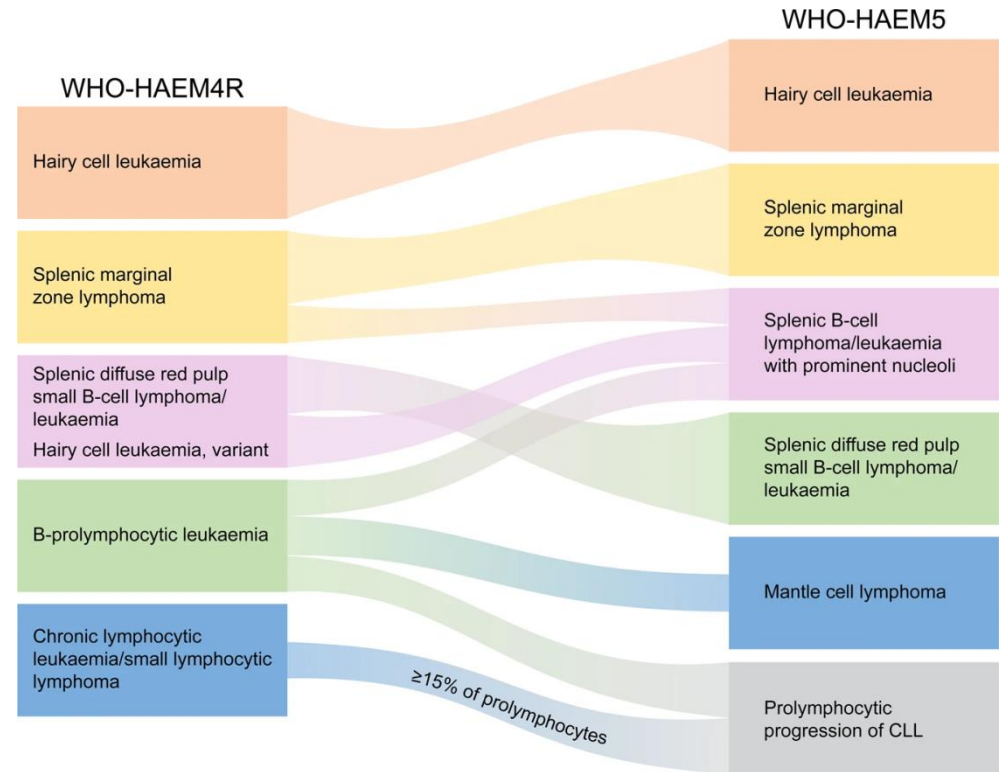 WHO-HAEM4R
Hairy cell leukaemia
Splenic marginal
zone lymphoma
Splenic diffuse red pulp
small B-cell lymphoma/
leukaemia
Hairy cell leukaemia, variant
B-prolymphocytic leukaemia
Chronic lymphocytic
leukaemia/small lymphocytic
lymphoma
≥15% of prolymphocytes
WHO-HAEM5
Hairy cell leukaemia
Splenic marginal
zone lymphoma
Splenic B-cell
lymphoma/leukaemia
with prominent nucleoli
Splenic diffuse red pulp
small B-cell lymphoma/
leukaemia
Mantle cell lymphoma
Prolymphocytic
progression of CLL